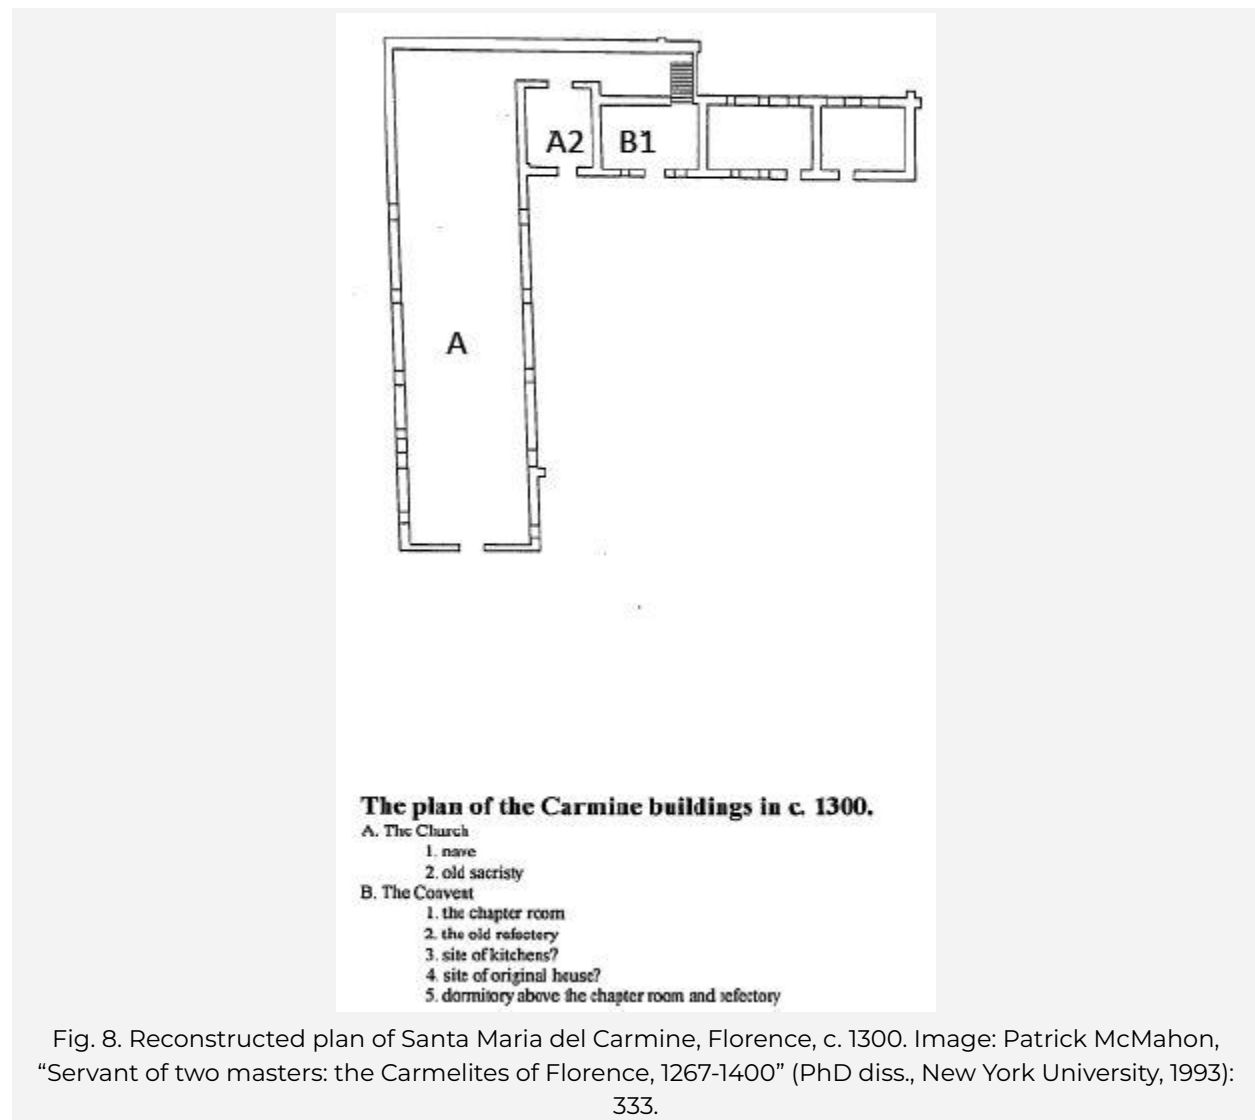 A2 B1
A
The plan of the Carmine buildings in c. 1300.
A. The Church
1. nave
2. old sacristy
B. The Convent
1. the chapter room
2. the old refectory
3. site of kitchens?
4. site of original house?
5. dormitory above the chapter room and refectory
Fig. 8. Reconstructed plan of Santa Maria del Carmine, Florence, c. 1300. Image: Patrick McMahon,
“Servant of two masters: the Carmelites of Florence, 1267-1400” (PhD diss., New York University, 1993):
333.